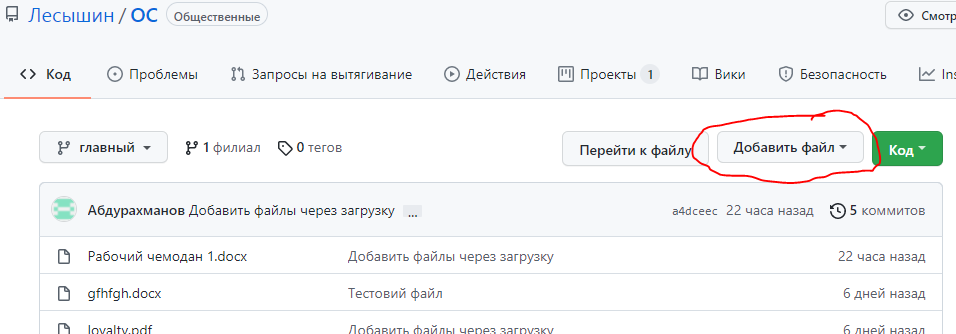 Лесышин / ОС Общественные Смотр
Код Проблемы Запросы на вытягивание Действия Проекты 1 Вики Безопасность Ins
главный 1 филиал 0 тегов Перейти к файлу Добавить файл Код
Абдурахманов Добавить файлы через загрузку ... a4dceec 22 часа назад 5 коммитов
Рабочий чемодан 1.docx Добавить файлы через загрузку 22 часа назад
gfhfgh.docx Тестовий файл 6 дней назад
loyalty.pdf Добавить файлы через загрузку 6 дней назад